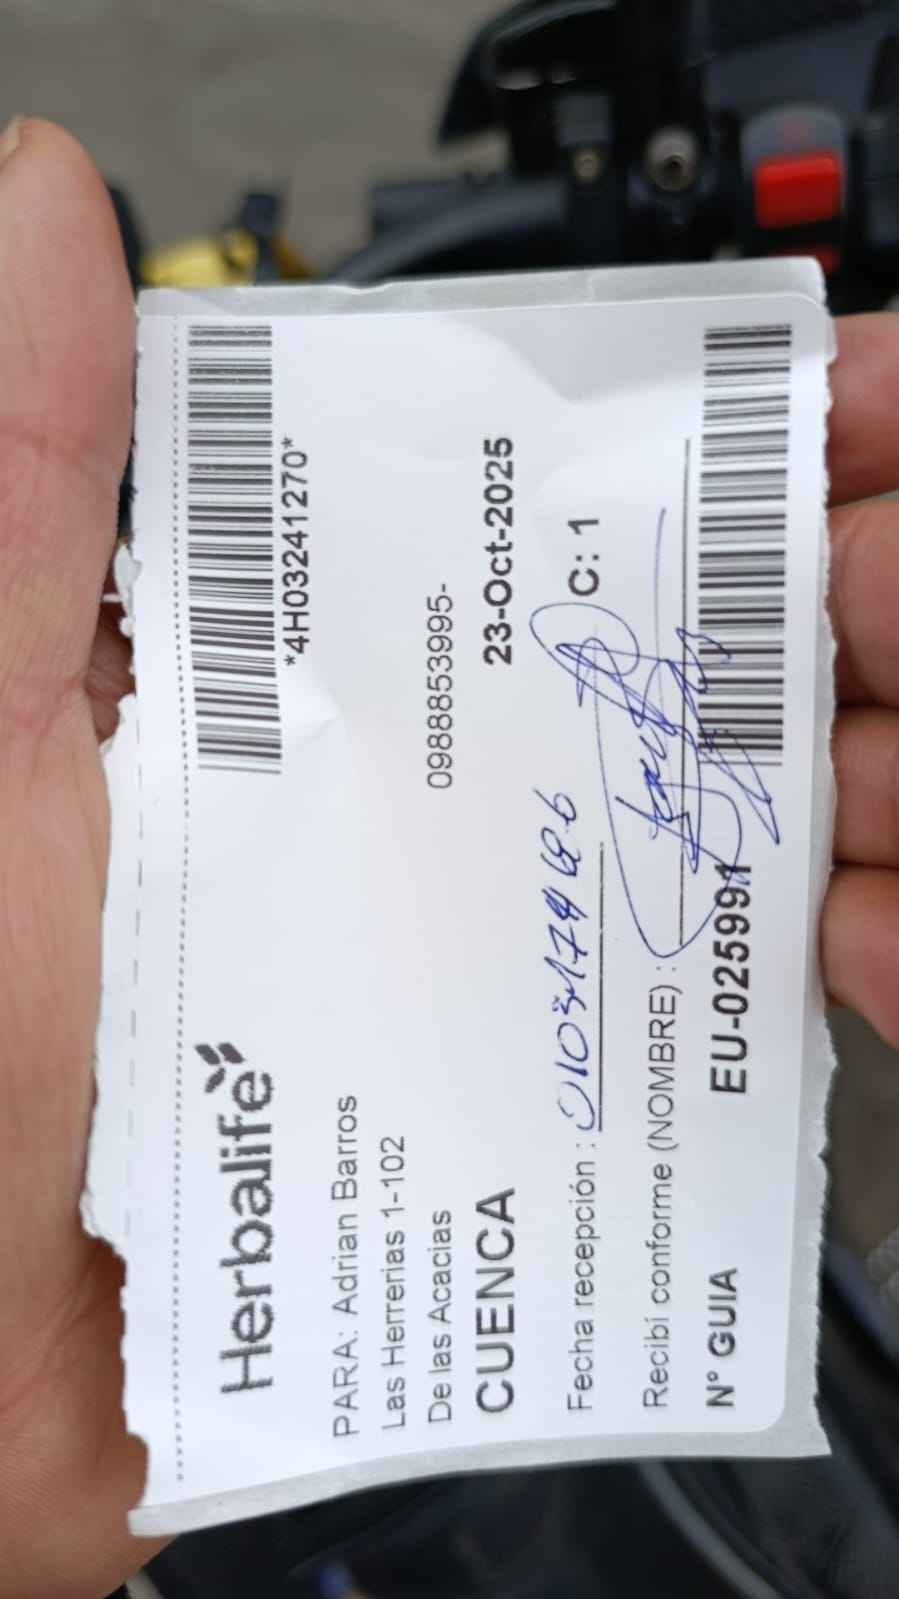 *4H03241270*
Herbalife
PARA: Adrian Barros
Las Herrerias 1-102
De las Acacias
0988853995-
CUENCA
23-Oct-2025
Fecha recepción :
C: 1
Recibí conforme (NOMBRE) :
N° GUIA
EU-025991